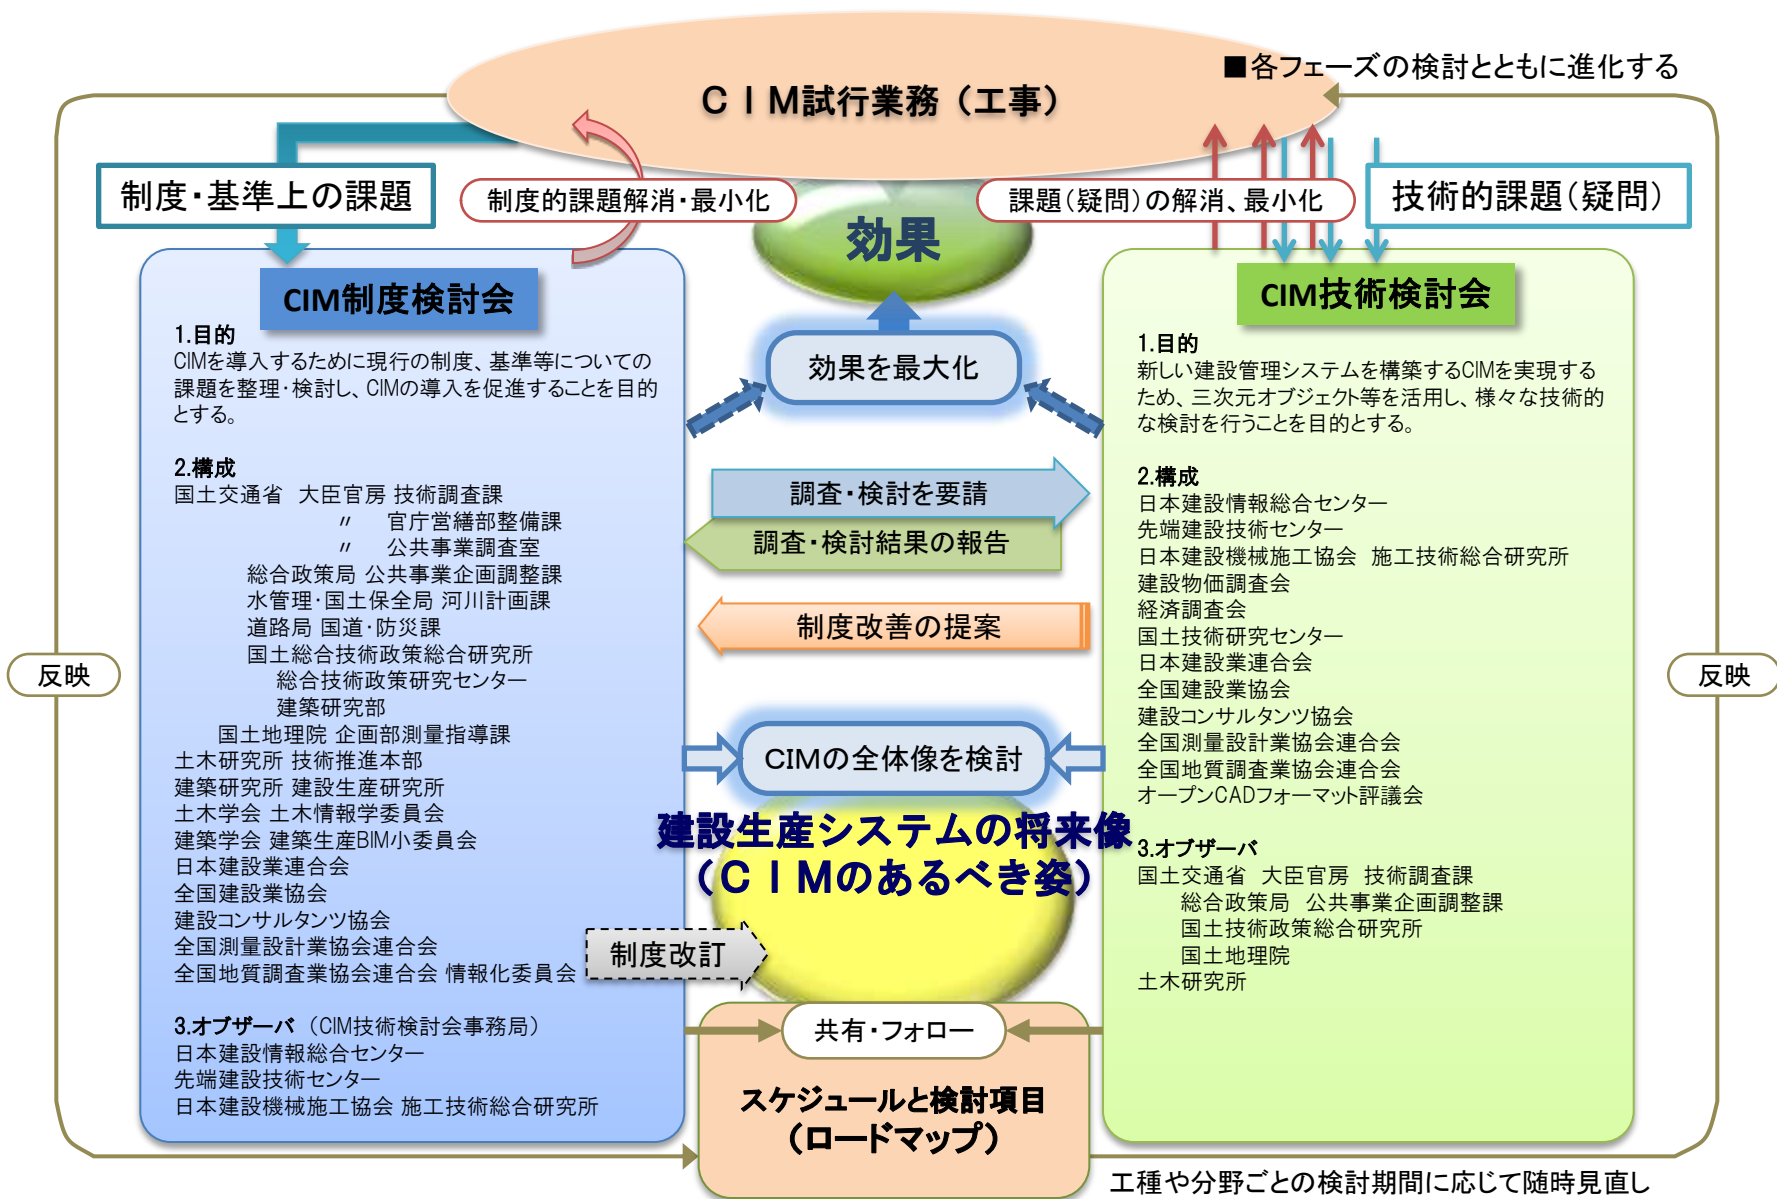 ■各フェーズの検討とともに進化する
CIM試行業務（工事）
制度・基準上の課題
制度的課題解消・最小化
課題（疑問）の解消、最小化
技術的課題（疑問）
効果
効果を最大化
CIM制度検討会
1.目的
CIMを導入するために現行の制度、基準等についての
課題を整理・検討し、CIMの導入を促進することを目的
とする。
2.構成
国土交通省　大臣官房 技術調査課
〃　官庁営繕部整備課
〃　公共事業調査室
総合政策局 公共事業企画調整課
水管理・国土保全局 河川計画課
道路局 国道・防災課
国土総合技術政策総合研究所
総合技術政策研究センター
建築研究部
国土地理院 企画部測量指導課
土木研究所 技術推進本部
建築研究所 建設生産研究所
土木学会 土木情報学委員会
建築学会 建築生産BIM小委員会
日本建設業連合会
全国建設業協会
建設コンサルタンツ協会
全国測量設計業協会連合会
全国地質調査業協会連合会 情報化委員会
3.オブザーバ （CIM技術検討会事務局）
日本建設情報総合センター
先端建設技術センター
日本建設機械施工協会 施工技術総合研究所
調査・検討を要請
調査・検討結果の報告
制度改善の提案
CIMの全体像を検討
建設生産システムの将来像
（CIMのあるべき姿）
制度改訂
共有・フォロー
スケジュールと検討項目
（ロードマップ）
CIM技術検討会
1.目的
新しい建設管理システムを構築するCIMを実現する
ため、三次元オブジェクト等を活用し、様々な技術的
な検討を行うことを目的とする。
2.構成
日本建設情報総合センター
先端建設技術センター
日本建設機械施工協会　施工技術総合研究所
建設物価調査会
経済調査会
国土技術研究センター
日本建設業連合会
全国建設業協会
建設コンサルタンツ協会
全国測量設計業協会連合会
全国地質調査業協会連合会
オープンCADフォーマット評議会
3.オブザーバ
国土交通省　大臣官房　技術調査課
総合政策局　公共事業企画調整課
国土技術政策総合研究所
国土地理院
土木研究所
反映
反映
工種や分野ごとの検討期間に応じて随時見直し